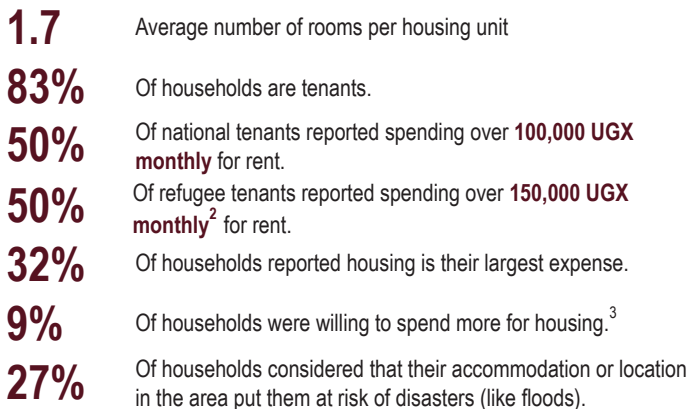 1.7 Average number of rooms per housing unit
83% Of households are tenants.
50% Of national tenants reported spending over 100,000 UGX
monthly for rent.
50% Of refugee tenants reported spending over 150,000 UGX
monthly² for rent.
32% Of households reported housing is their largest expense.
9% Of households were willing to spend more for housing.³
27% Of households considered that their accommodation or location
in the area put them at risk of disasters (like floods).